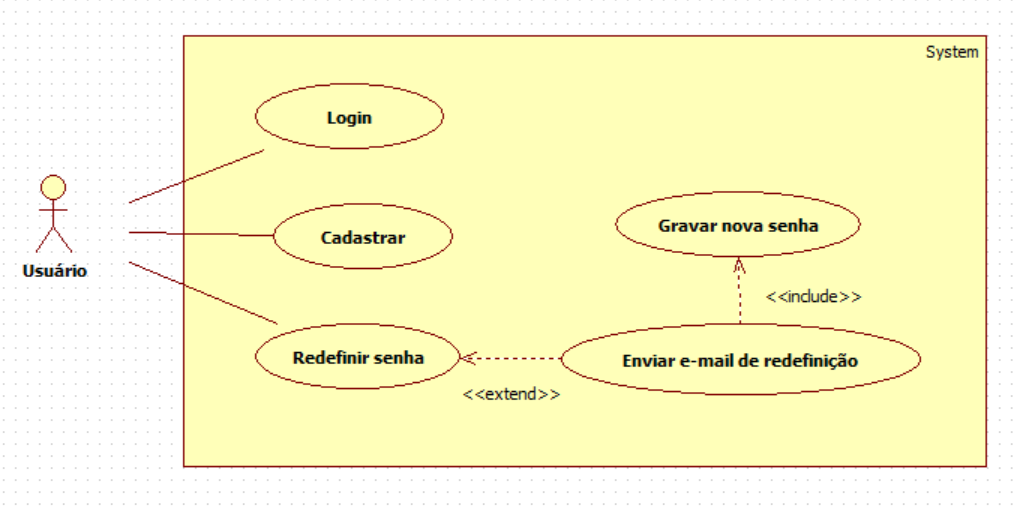 System
Login
Cadastrar
Gravar nova senha
Usuário
<<include>>
Redefinir senha
Enviar e-mail de redefinição
<<extend>>